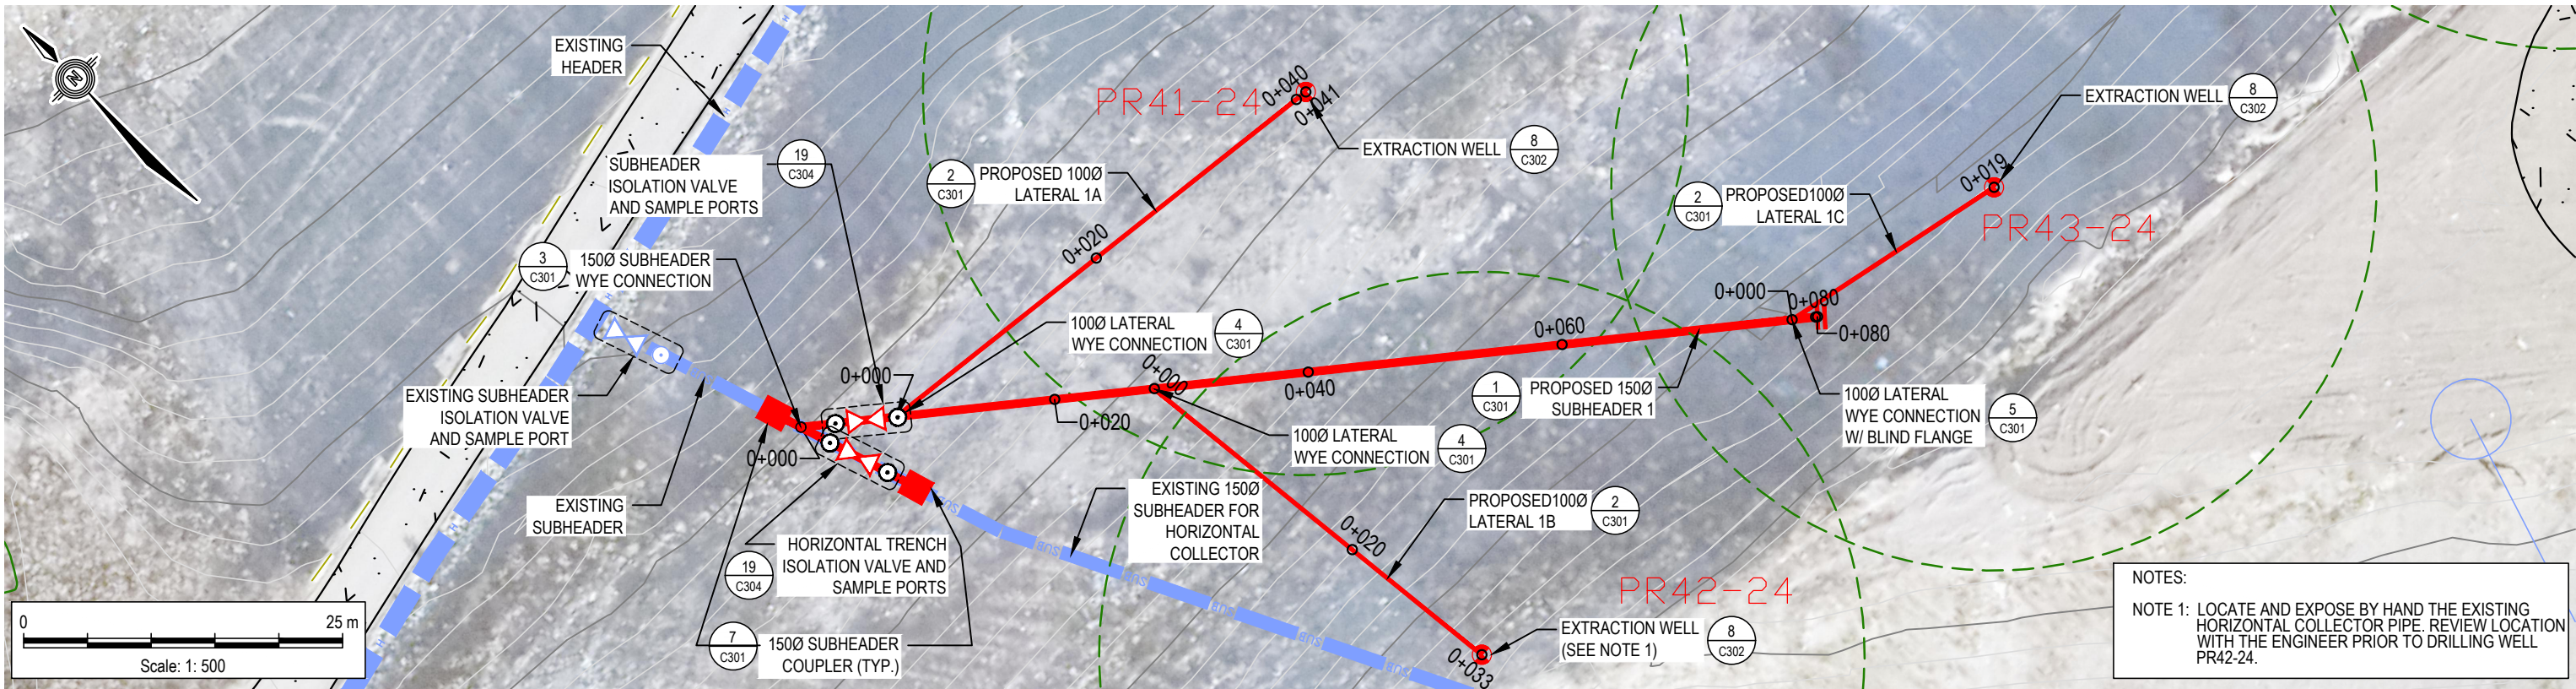 N
EXISTING
HEADER
SUBHEADER
ISOLATION VALVE
AND SAMPLE PORTS
19
C304
3
C301
150Ø SUBHEADER
WYE CONNECTION
2
C301
PROPOSED 100Ø
LATERAL 1A
PR41-24
0+040
0+041
EXTRACTION WELL
8
C302
0+020
EXTRACTION WELL
8
C302
0+019
PR43-24
2
C301
PROPOSED100Ø
LATERAL 1C
100Ø LATERAL
WYE CONNECTION
4
C301
0+000
0+000
0+000
0+020
0+040
0+060
0+000
0+080
0+080
1
C301
PROPOSED 150Ø
SUBHEADER 1
100Ø LATERAL
WYE CONNECTION
W/ BLIND FLANGE
5
C301
EXISTING SUBHEADER
ISOLATION VALVE
AND SAMPLE PORT
EXISTING
SUBHEADER
100Ø LATERAL
WYE CONNECTION
4
C301
EXISTING 150Ø
SUBHEADER FOR
HORIZONTAL
COLLECTOR
PROPOSED100Ø
LATERAL 1B
2
C301
0+020
HORIZONTAL TRENCH
ISOLATION VALVE AND
SAMPLE PORTS
19
C304
7
C301
150Ø SUBHEADER
COUPLER (TYP.)
SUB
SUB
SUB
SUB
SUB
SUB
SUB
H
H
H
H
H
PR42-24
EXTRACTION WELL
(SEE NOTE 1)
8
C302
0+033
0
25 m
Scale: 1: 500
NOTES:
NOTE 1: LOCATE AND EXPOSE BY HAND THE EXISTING
HORIZONTAL COLLECTOR PIPE. REVIEW LOCATION
WITH THE ENGINEER PRIOR TO DRILLING WELL
PR42-24.